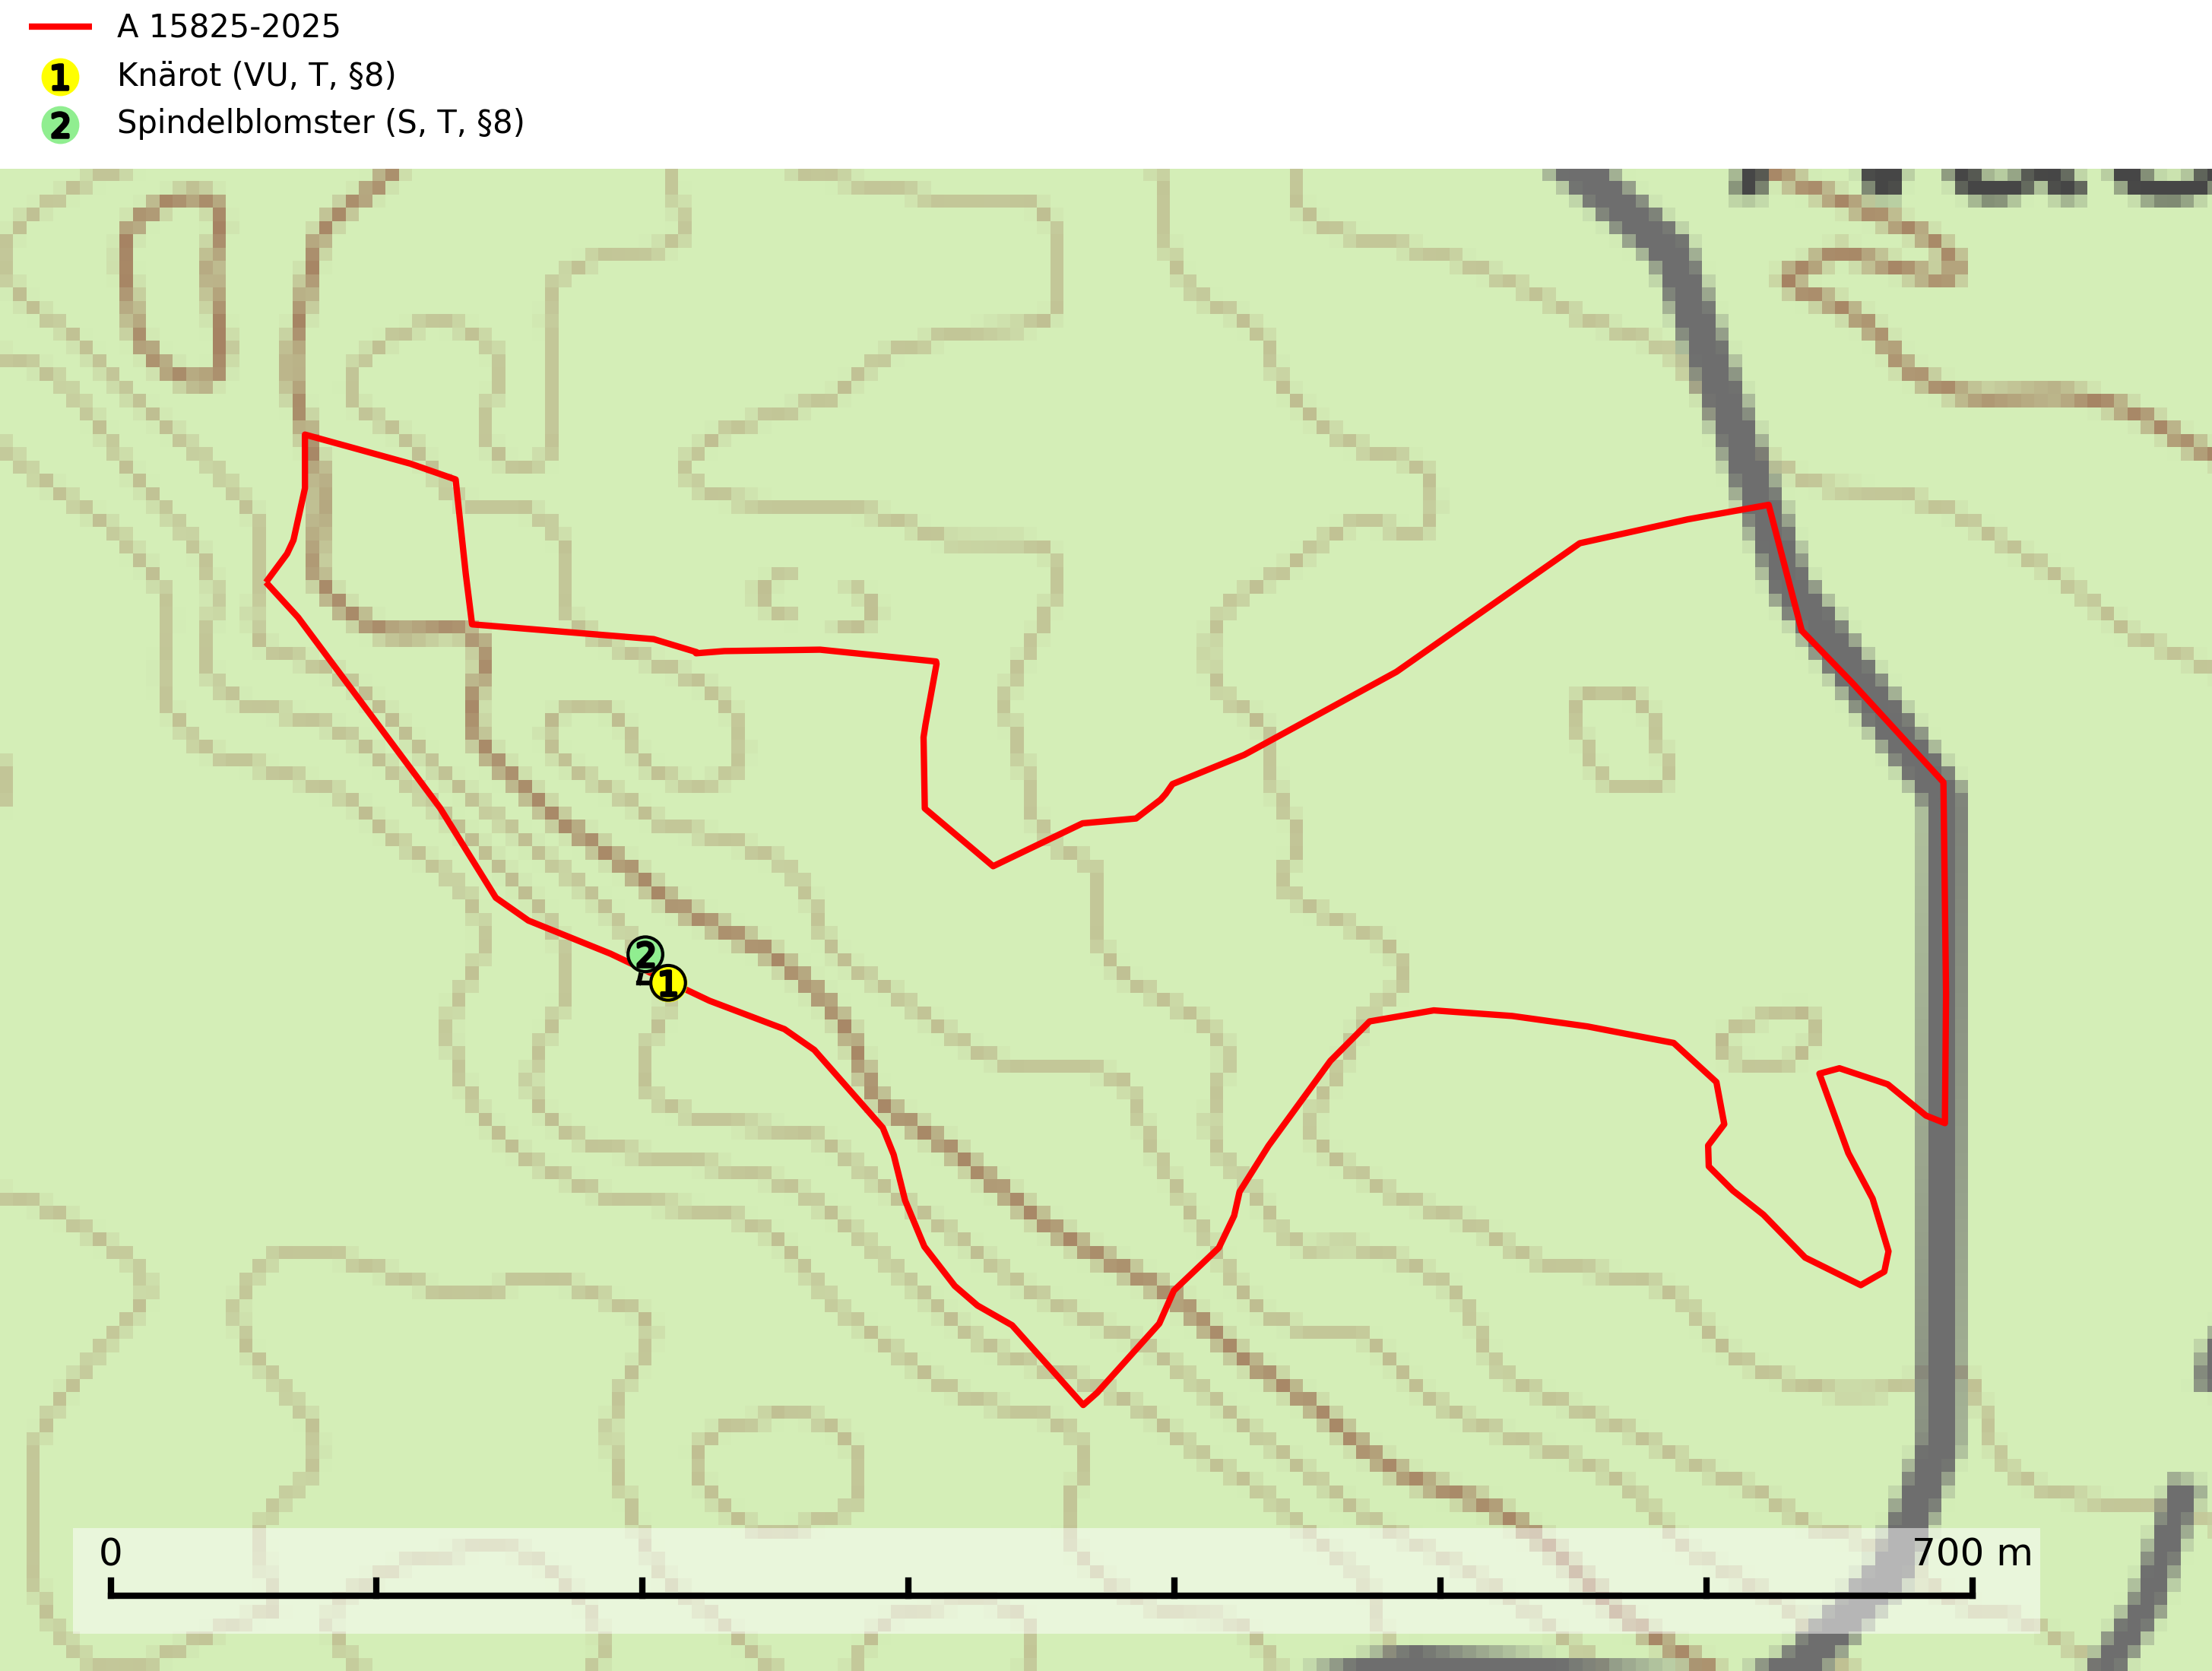 A 15825-2025
1 Knärot (VU, T, §8)
2 Spindelblomster (S, T, §8)
2
1
0 700 m